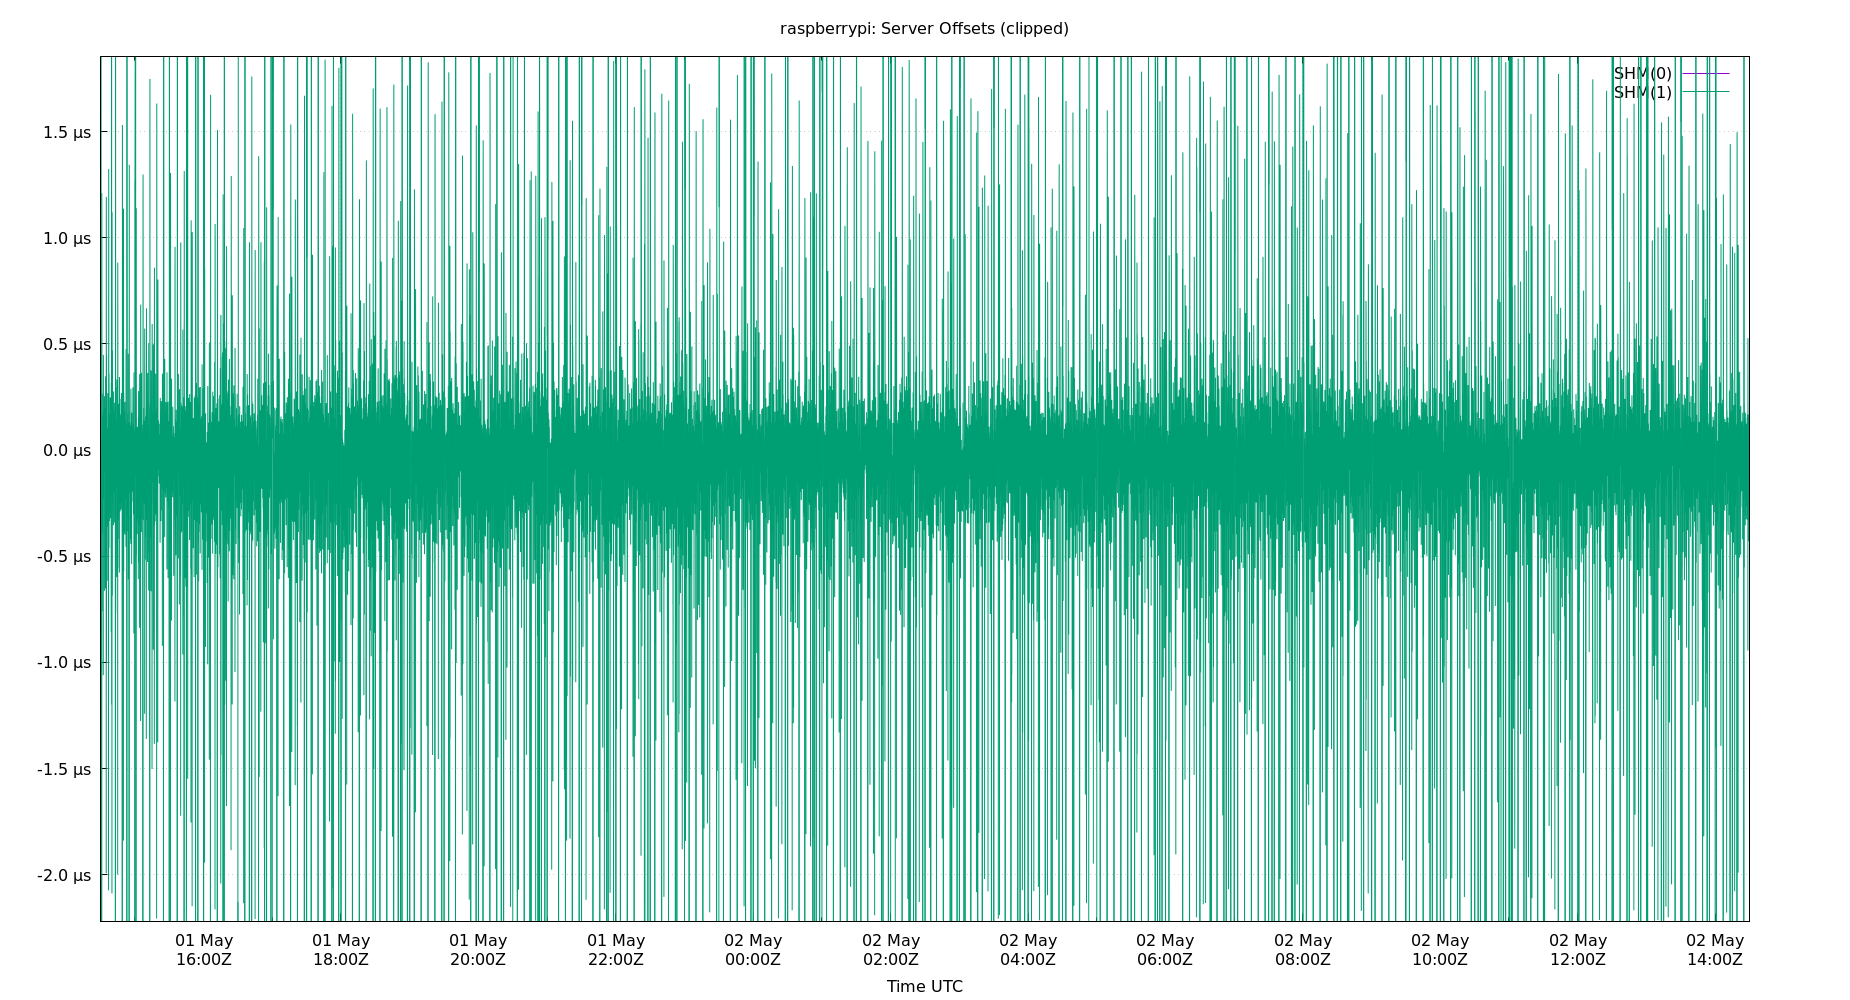 raspberrypi: Server Offsets (clipped)
SHM(0)
SHM(1)
1.5 µs
1.0 µs
0.5 µs
0.0 µs
-0.5 µs
-1.0 µs
-1.5 µs
-2.0 µs
01 May 01 May 01 May 01 May 02 May 02 May 02 May 02 May 02 May 02 May 02 May 02 May
16:00Z 18:00Z 20:00Z 22:00Z 00:00Z 02:00Z 04:00Z 06:00Z 08:00Z 10:00Z 12:00Z 14:00Z
Time UTC